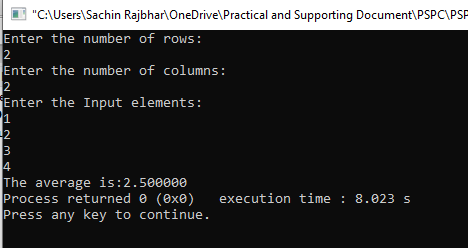 "C:\Users\Sachin Rajbhar\OneDrive\Practical and Supporting Document\PSPC\PSP
Enter the number of rows:
2
Enter the number of columns:
2
Enter the Input elements:
1
2
3
4
The average is:2.500000
Process returned 0 (0x0)   execution time : 8.023 s
Press any key to continue.